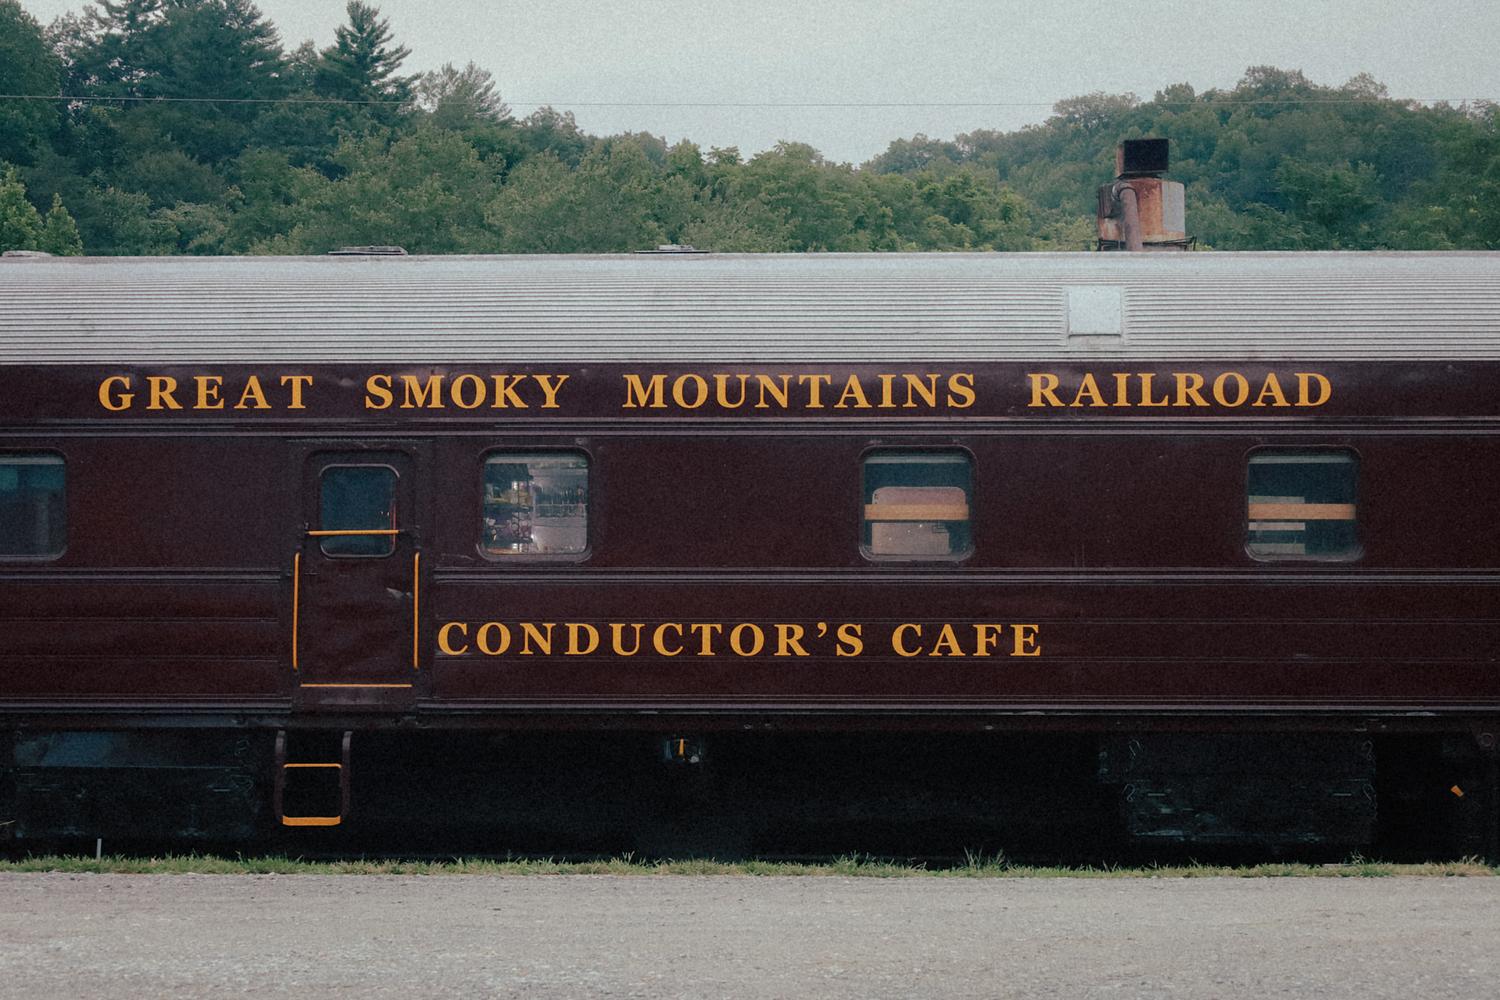 GREAT SMOKY MOUNTAINS RAILROAD
CONDUCTOR’S CAFE